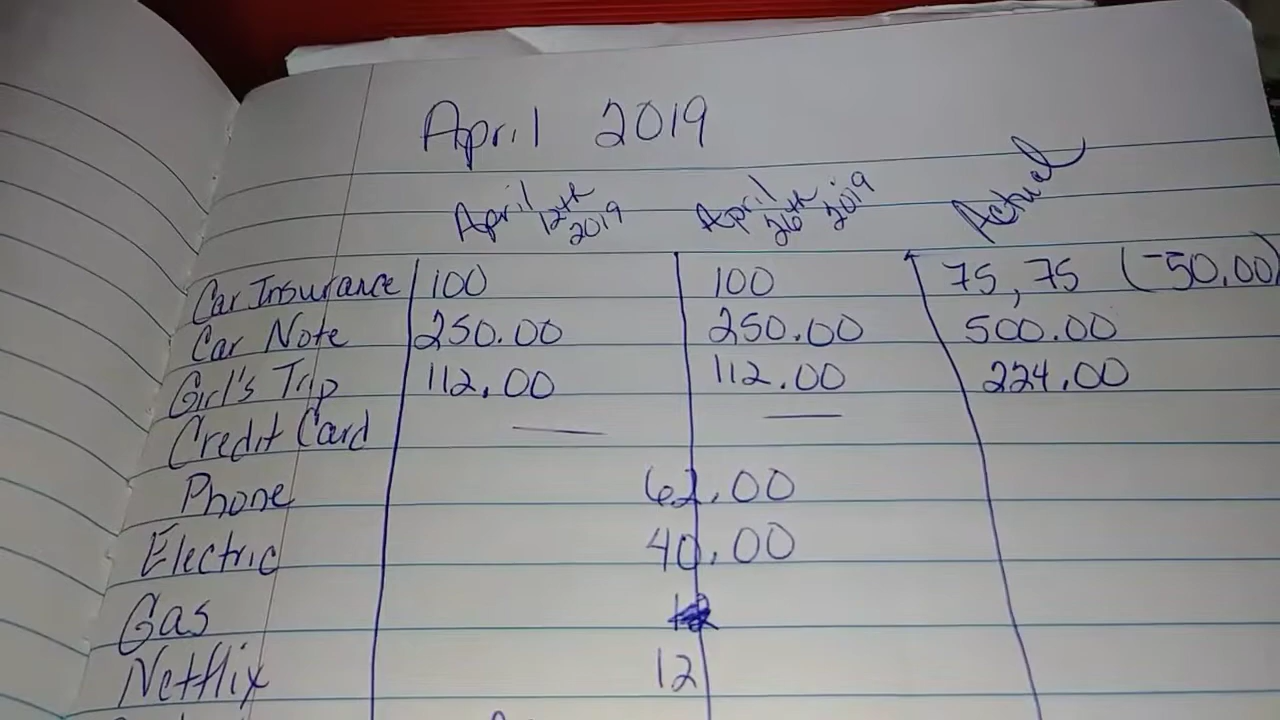 April 2019
April 12th 2019 April 26th 2019 Actual
Car Insurance 100 100 75, 75 (-50.00)
Car Note 250.00 250.00 500.00
Girl's Trip 112.00 112.00 224.00
Credit Card — —
Phone 62.00
Electric 40.00
Gas
Netflix 12